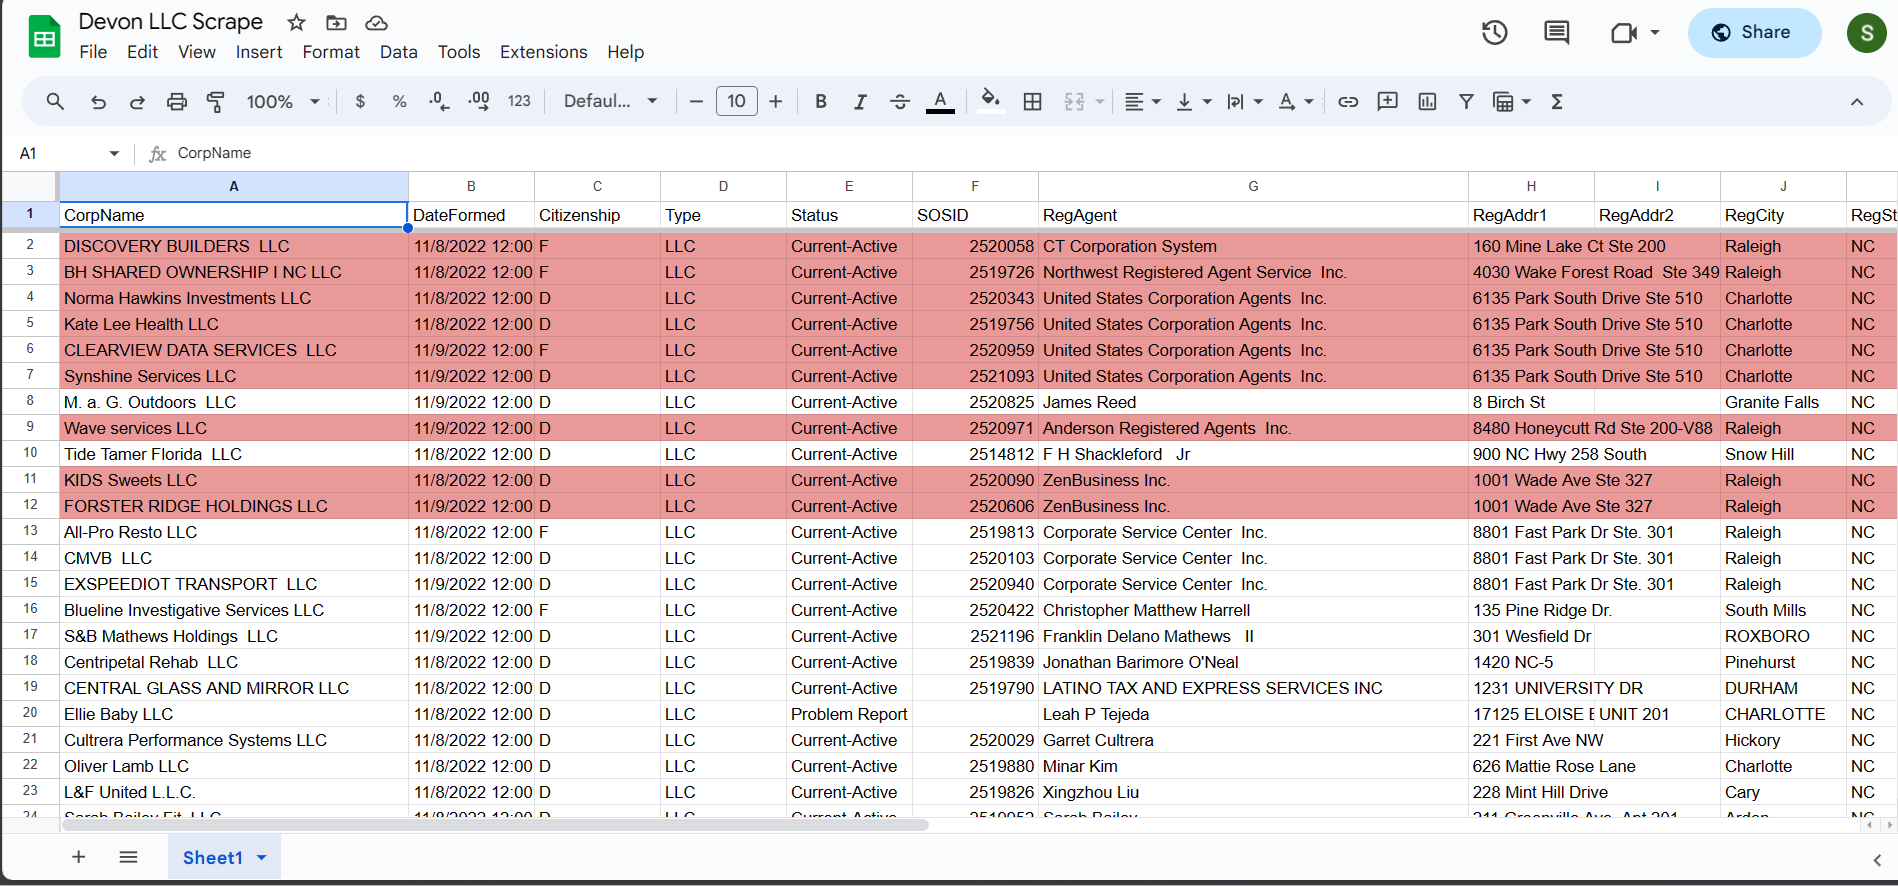 Devon LLC Scrape
File Edit View Insert Format Data Tools Extensions Help
Share
S
100% $ % .0 .00 123 Defaul... 10 B I A
A1 fx CorpName
A B C D E F G H I J
1 CorpName DateFormed Citizenship Type Status SOSID RegAgent RegAddr1 RegAddr2 RegCity RegSt
2 DISCOVERY BUILDERS LLC 11/8/2022 12:00 F LLC Current-Active 2520058 CT Corporation System 160 Mine Lake Ct Ste 200 Raleigh NC
3 BH SHARED OWNERSHIP I NC LLC 11/8/2022 12:00 F LLC Current-Active 2519726 Northwest Registered Agent Service Inc. 4030 Wake Forest Road Ste 349 Raleigh NC
4 Norma Hawkins Investments LLC 11/8/2022 12:00 D LLC Current-Active 2520343 United States Corporation Agents Inc. 6135 Park South Drive Ste 510 Charlotte NC
5 Kate Lee Health LLC 11/8/2022 12:00 D LLC Current-Active 2519756 United States Corporation Agents Inc. 6135 Park South Drive Ste 510 Charlotte NC
6 CLEARVIEW DATA SERVICES LLC 11/9/2022 12:00 F LLC Current-Active 2520959 United States Corporation Agents Inc. 6135 Park South Drive Ste 510 Charlotte NC
7 Synshine Services LLC 11/9/2022 12:00 D LLC Current-Active 2521093 United States Corporation Agents Inc. 6135 Park South Drive Ste 510 Charlotte NC
8 M. a. G. Outdoors LLC 11/9/2022 12:00 D LLC Current-Active 2520825 James Reed 8 Birch St Granite Falls NC
9 Wave services LLC 11/9/2022 12:00 D LLC Current-Active 2520971 Anderson Registered Agents Inc. 8480 Honeycutt Rd Ste 200-V88 Raleigh NC
10 Tide Tamer Florida LLC 11/8/2022 12:00 D LLC Current-Active 2514812 F H Shackleford Jr 900 NC Hwy 258 South Snow Hill NC
11 KIDS Sweets LLC 11/8/2022 12:00 D LLC Current-Active 2520090 ZenBusiness Inc. 1001 Wade Ave Ste 327 Raleigh NC
12 FORSTER RIDGE HOLDINGS LLC 11/9/2022 12:00 D LLC Current-Active 2520606 ZenBusiness Inc. 1001 Wade Ave Ste 327 Raleigh NC
13 All-Pro Resto LLC 11/8/2022 12:00 F LLC Current-Active 2519813 Corporate Service Center Inc. 8801 Fast Park Dr Ste. 301 Raleigh NC
14 CMVB LLC 11/8/2022 12:00 D LLC Current-Active 2520103 Corporate Service Center Inc. 8801 Fast Park Dr Ste. 301 Raleigh NC
15 EXSPEEDIOT TRANSPORT LLC 11/9/2022 12:00 D LLC Current-Active 2520940 Corporate Service Center Inc. 8801 Fast Park Dr Ste. 301 Raleigh NC
16 Blueline Investigative Services LLC 11/8/2022 12:00 F LLC Current-Active 2520422 Christopher Matthew Harrell 135 Pine Ridge Dr. South Mills NC
17 S&B Mathews Holdings LLC 11/9/2022 12:00 D LLC Current-Active 2521196 Franklin Delano Mathews II 301 Wesfield Dr ROXBORO NC
18 Centripetal Rehab LLC 11/8/2022 12:00 D LLC Current-Active 2519839 Jonathan Barimore O'Neal 1420 NC-5 Pinehurst NC
19 CENTRAL GLASS AND MIRROR LLC 11/8/2022 12:00 D LLC Current-Active 2519790 LATINO TAX AND EXPRESS SERVICES INC 1231 UNIVERSITY DR DURHAM NC
20 Ellie Baby LLC 11/8/2022 12:00 D LLC Problem Report Leah P Tejeda 17125 ELOISE UNIT 201 CHARLOTTE NC
21 Cultrera Performance Systems LLC 11/8/2022 12:00 D LLC Current-Active 2520029 Garret Cultrera 221 First Ave NW Hickory NC
22 Oliver Lamb LLC 11/8/2022 12:00 D LLC Current-Active 2519880 Minar Kim 626 Mattie Rose Lane Charlotte NC
23 L&F United L.L.C. 11/8/2022 12:00 D LLC Current-Active 2519826 Xingzhou Liu 228 Mint Hill Drive Cary NC
24 Sarah Bailey LLC 11/8/2022 12:00 D LLC Current-Active Sarah Bailey NC
Sheet1